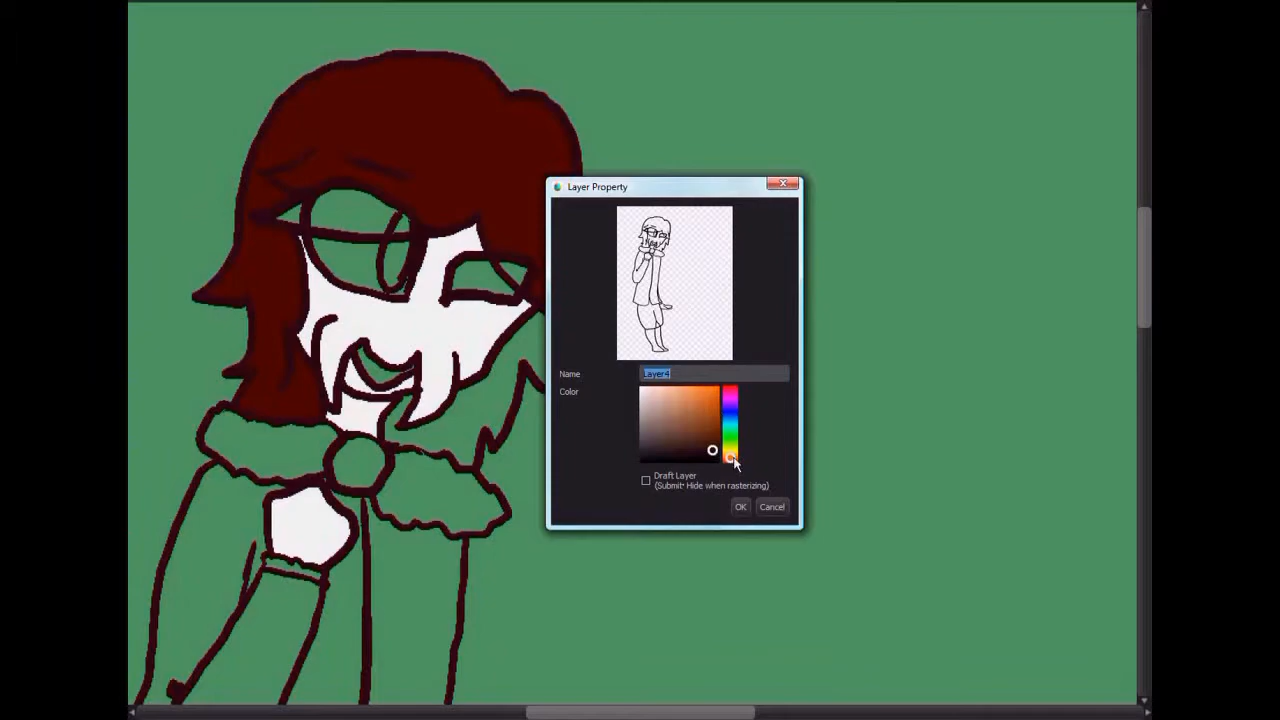 Layer Property
Name
Layer4
Color
Draft Layer
(Submit: Hide when rasterizing)
OK
Cancel